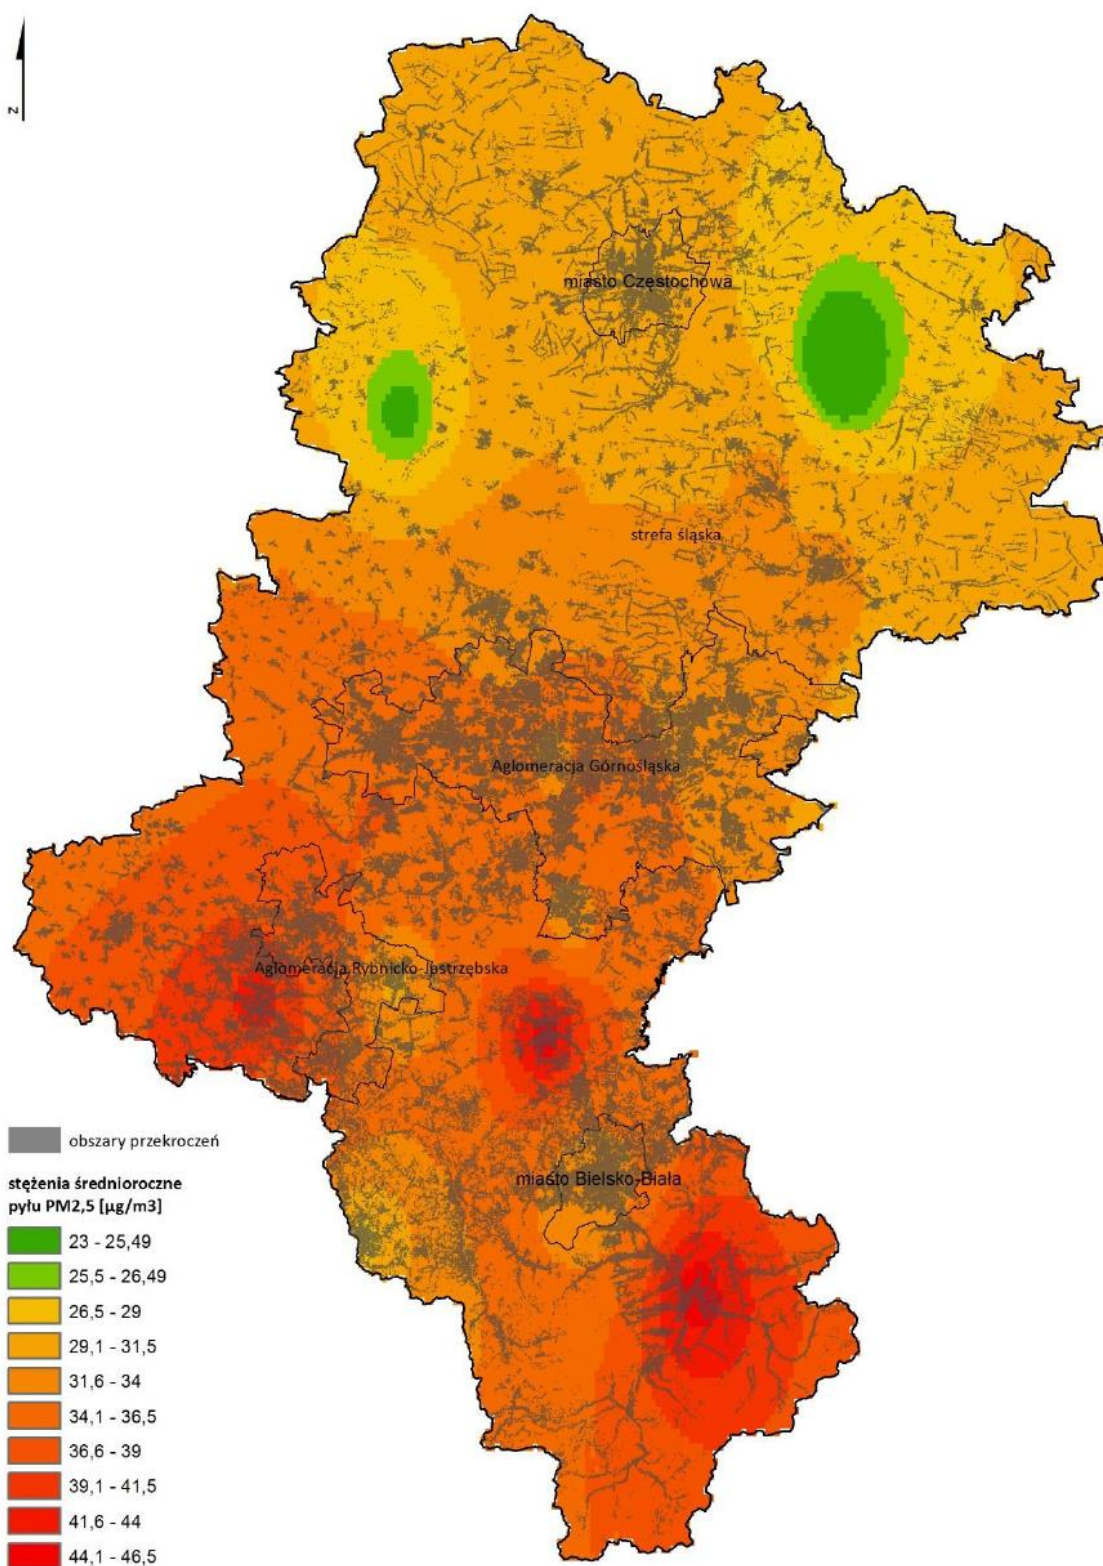 z
miasto Częstochowa
strefa śląska
Aglomeracja Górnośląska
Aglomeracja Rybnicko-Jastrzębska
miasto Bielsko-Biała
obszary przekroczeń
stężenia średnioroczne
pyłu PM2,5 [µg/m3]
23 - 25,49
25,5 - 26,49
26,5 - 29
29,1 - 31,5
31,6 - 34
34,1 - 36,5
36,6 - 39
39,1 - 41,5
41,6 - 44
44,1 - 46,5